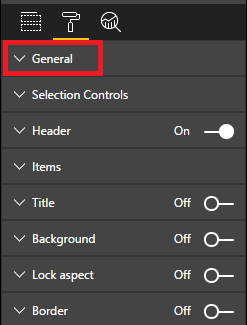 General
Selection Controls
Header On
Items
Title Off
Background Off
Lock aspect Off
Border Off